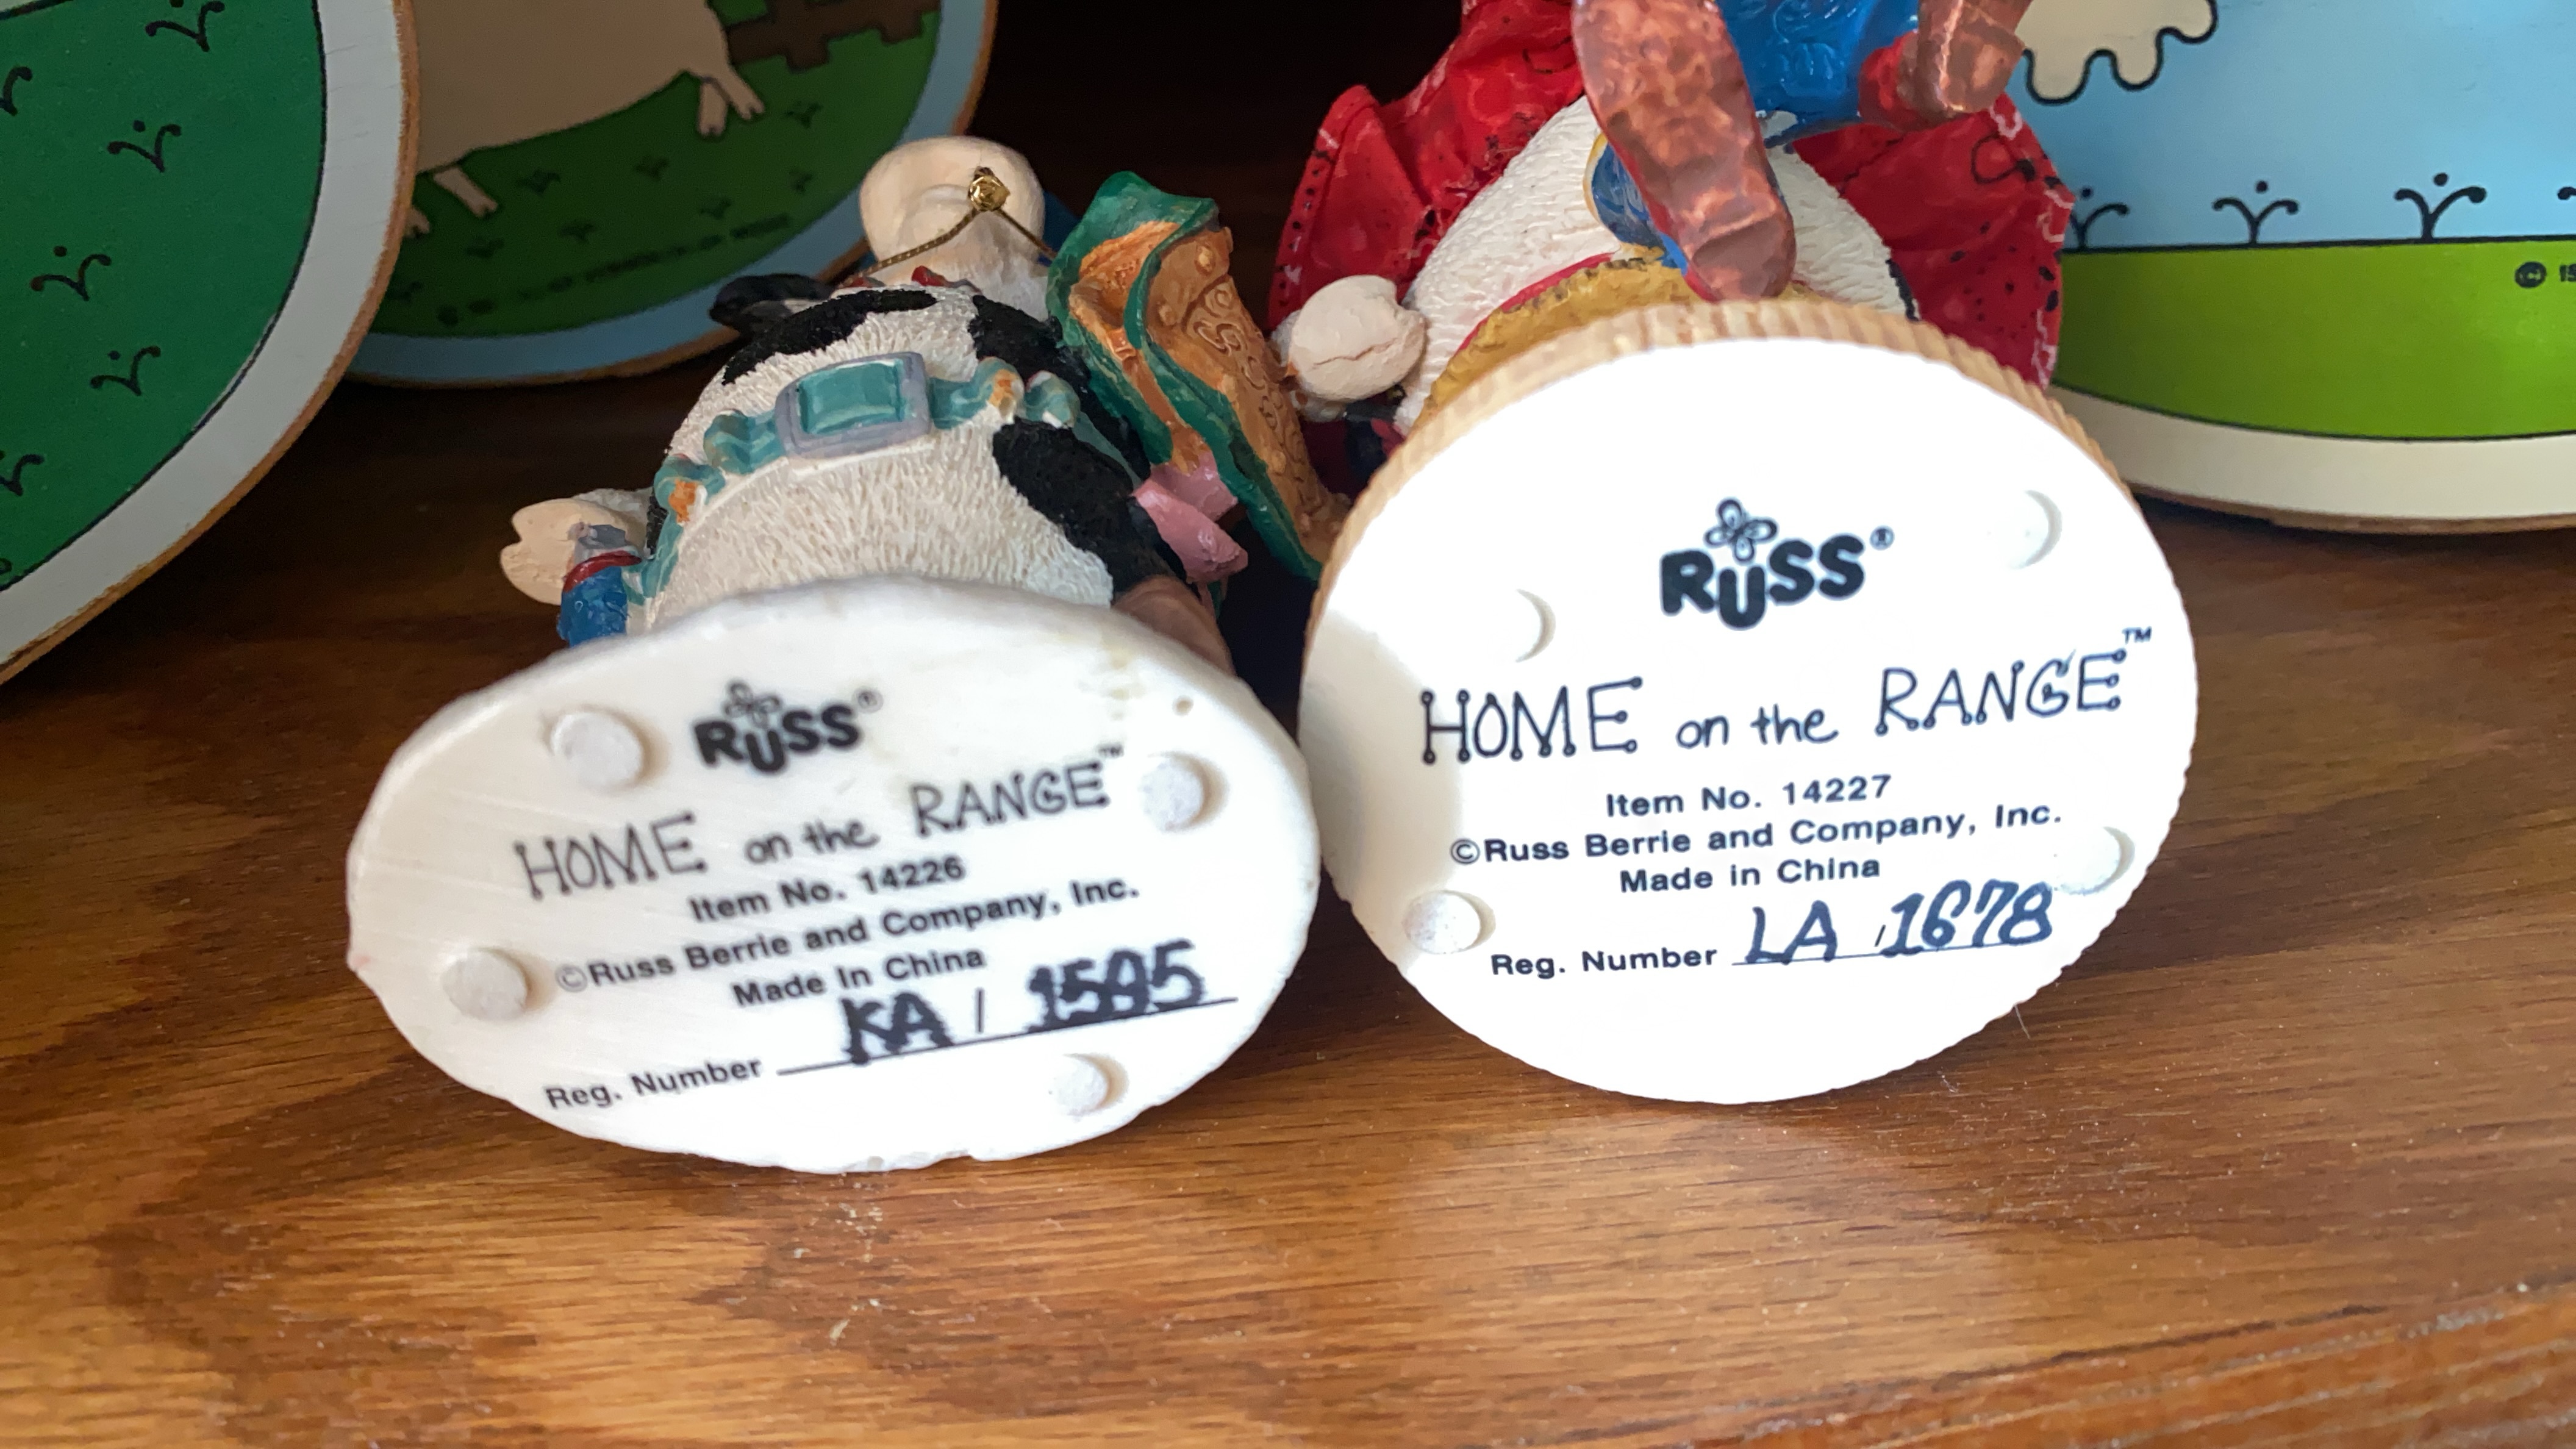 RUSS®
HOME on the RANGE™
Item No. 14226
©Russ Berrie and Company, Inc.
Made In China
Reg. Number KA / 1595
RUSS®
HOME on the RANGE™
Item No. 14227
©Russ Berrie and Company, Inc.
Made in China
Reg. Number LA / 1678
©